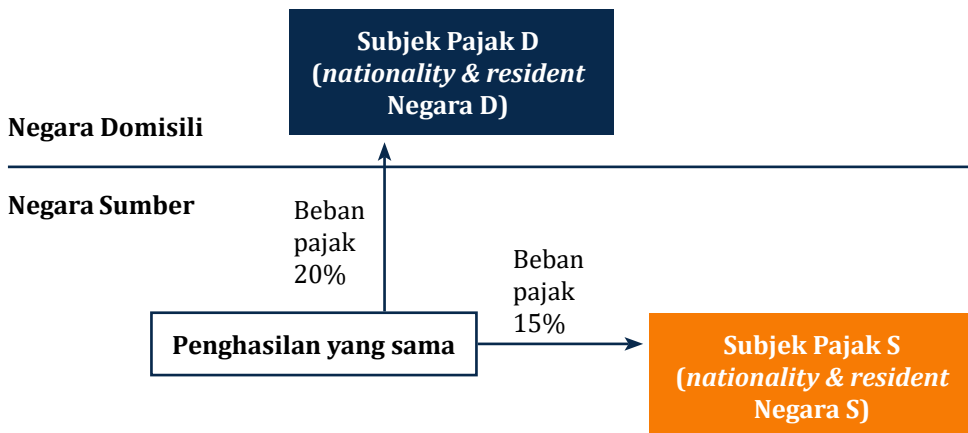 Subjek Pajak D
(nationality & resident
Negara D)
Negara Domisili
Negara Sumber
Beban
pajak
20%
Beban
pajak
15%
Penghasilan yang sama
Subjek Pajak S
(nationality & resident
Negara S)